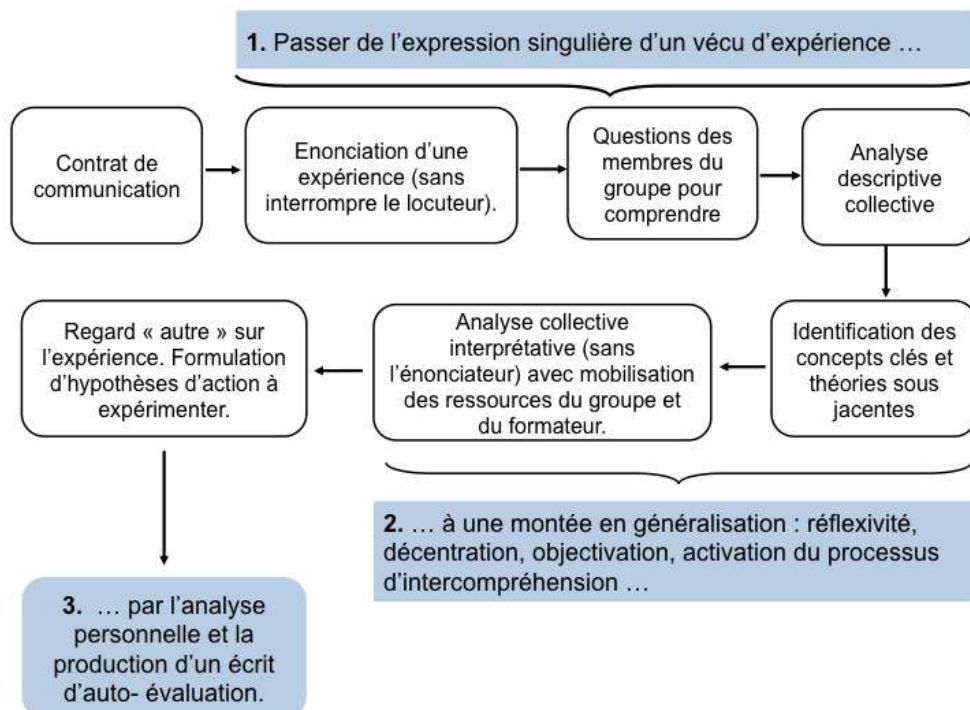 1. Passer de l’expression singulière d’un vécu d’expérience …
Contrat de
communication
Enonciation d’une
expérience (sans
interrompre le locuteur).
Questions des
membres du
groupe pour
comprendre
Analyse
descriptive
collective
Identification des
concepts clés et
théories sous
jacentes
Analyse collective
interprétative (sans
l’énonciateur) avec mobilisation
des ressources du groupe et
du formateur.
Regard « autre » sur
l’expérience. Formulation
d’hypothèses d’action à
expérimenter.
2. … à une montée en généralisation : réflexivité,
décentration, objectivation, activation du processus
d’intercompréhension …
3. … par l’analyse
personnelle et la
production d’un écrit
d’auto- évaluation.